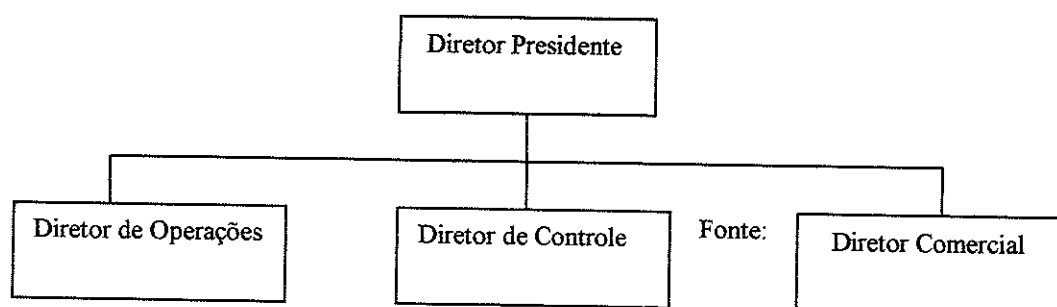 Diretor Presidente
Diretor de Operações
Diretor de Controle
Fonte:
Diretor Comercial